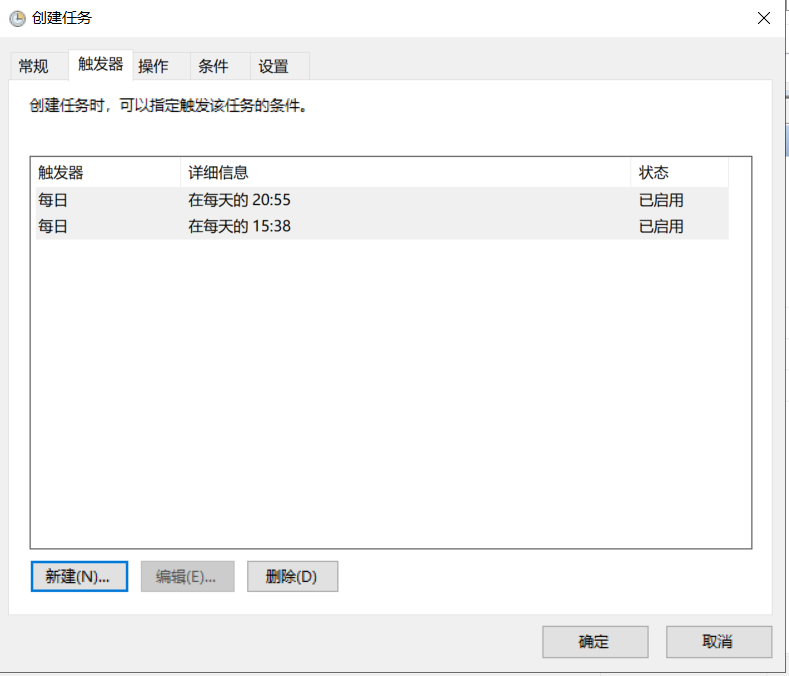 创建任务
常规 触发器 操作 条件 设置
创建任务时，可以指定触发该任务的条件。
触发器 详细信息 状态
每日 在每天的 20:55 已启用
每日 在每天的 15:38 已启用
新建(N)... 编辑(E)... 删除(D)
确定 取消